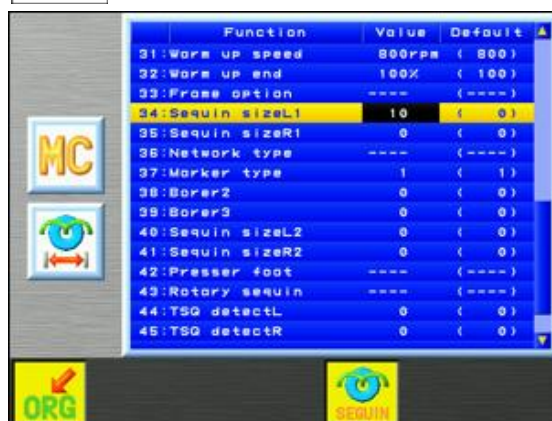 Function Value Default
31:Warm up speed 800rpm ( 800)
32:Warm up end 100% ( 100)
33:Frame option ---- (----)
34:Sequin sizeL1 10 ( 0)
35:Sequin sizeR1 0 ( 0)
36:Network type ---- (----)
37:Marker type 1 ( 1)
38:Borer2 0 ( 0)
39:Borer3 0 ( 0)
40:Sequin sizeL2 0 ( 0)
41:Sequin sizeR2 0 ( 0)
42:Presser foot ---- (----)
43:Rotary sequin ---- (----)
44:TSQ detectL 0 ( 0)
45:TSQ detectR 0 ( 0)
MC
ORG
SEQUIN